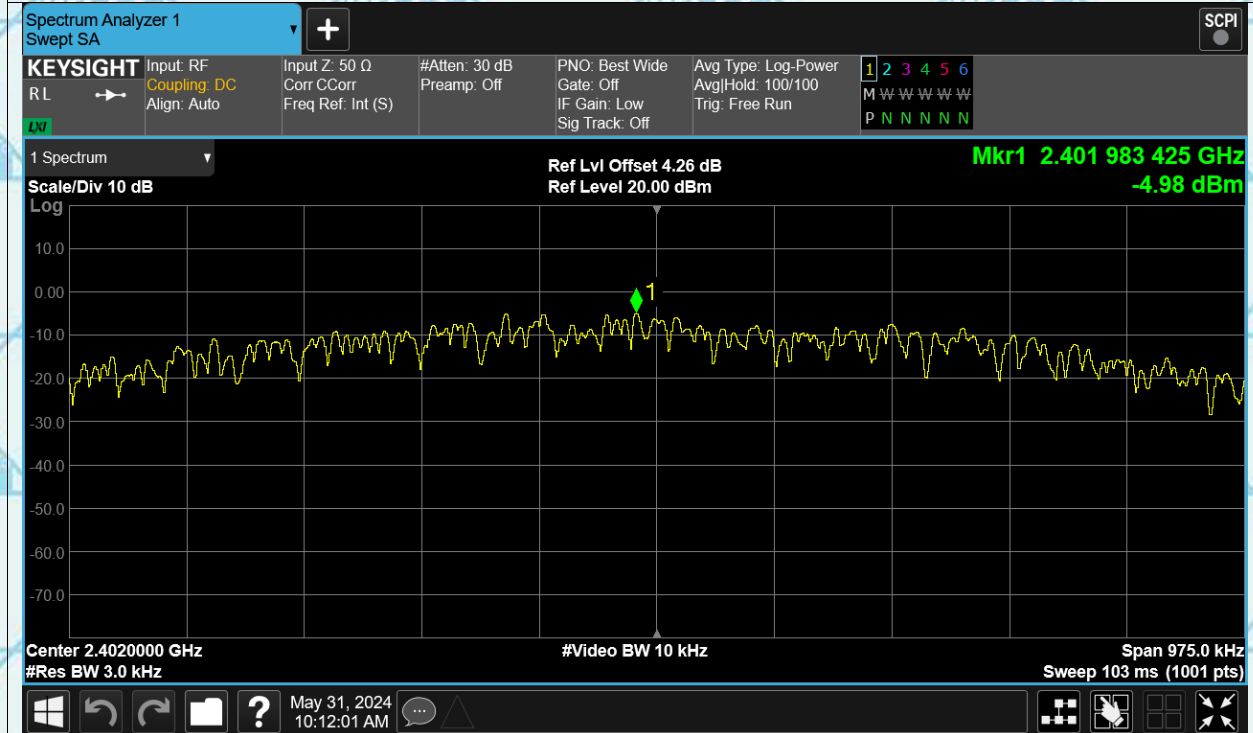 Spectrum Analyzer 1
Swept SA
+
SCPI
KEYSIGHT
RL
LXI
Input: RF
Coupling: DC
Align: Auto
Input Z: 50 Ω
Corr CCorr
Freq Ref: Int (S)
#Atten: 30 dB
Preamp: Off
PNO: Best Wide
Gate: Off
IF Gain: Low
Sig Track: Off
Avg Type: Log-Power
Avg|Hold: 100/100
Trig: Free Run
1 2 3 4 5 6
M W W W W W
P N N N N N
1 Spectrum
Scale/Div 10 dB
Log
Ref Lvl Offset 4.26 dB
Ref Level 20.00 dBm
Mkr1 2.401 983 425 GHz
-4.98 dBm
10.0
0.00
1
-10.0
-20.0
-30.0
-40.0
-50.0
-60.0
-70.0
Center 2.4020000 GHz
#Res BW 3.0 kHz
#Video BW 10 kHz
Span 975.0 kHz
Sweep 103 ms (1001 pts)
?
May 31, 2024
10:12:01 AM